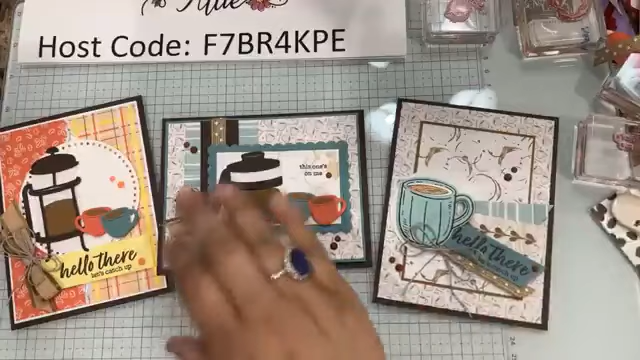 Host Code: F7BR4KPE
this one's
on me
hello there
let's catch up
hello there